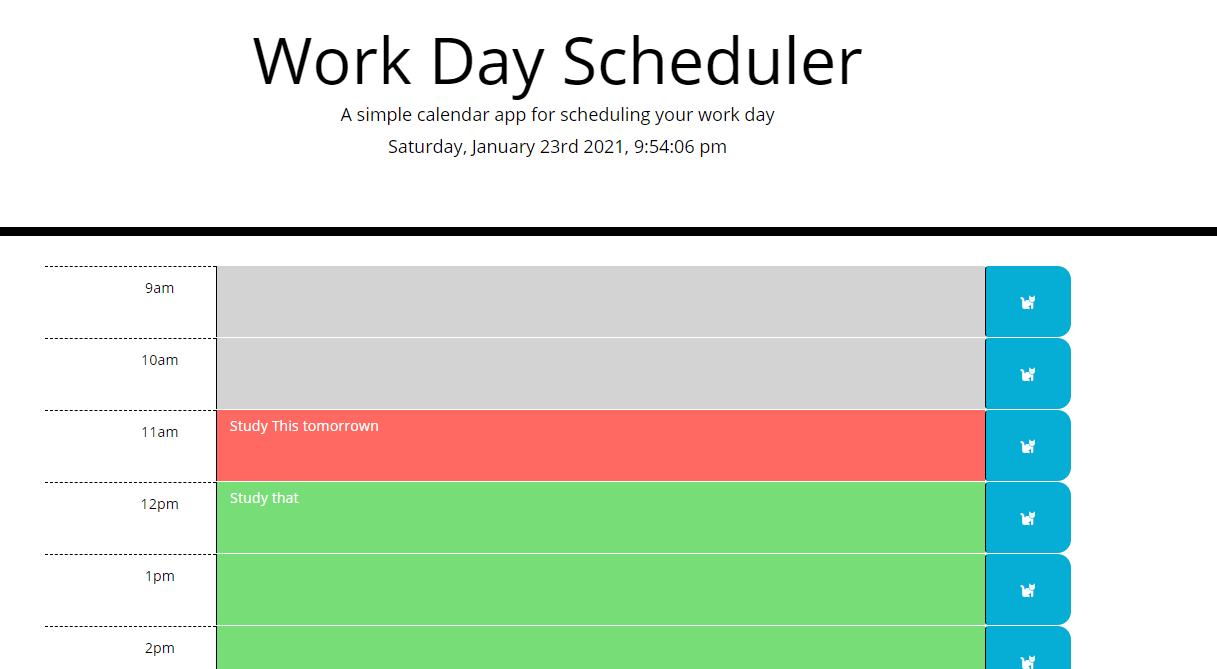 Work Day Scheduler
A simple calendar app for scheduling your work day
Saturday, January 23rd 2021, 9:54:06 pm
9am
10am
11am
Study This tomorrown
12pm
Study that
1pm
2pm